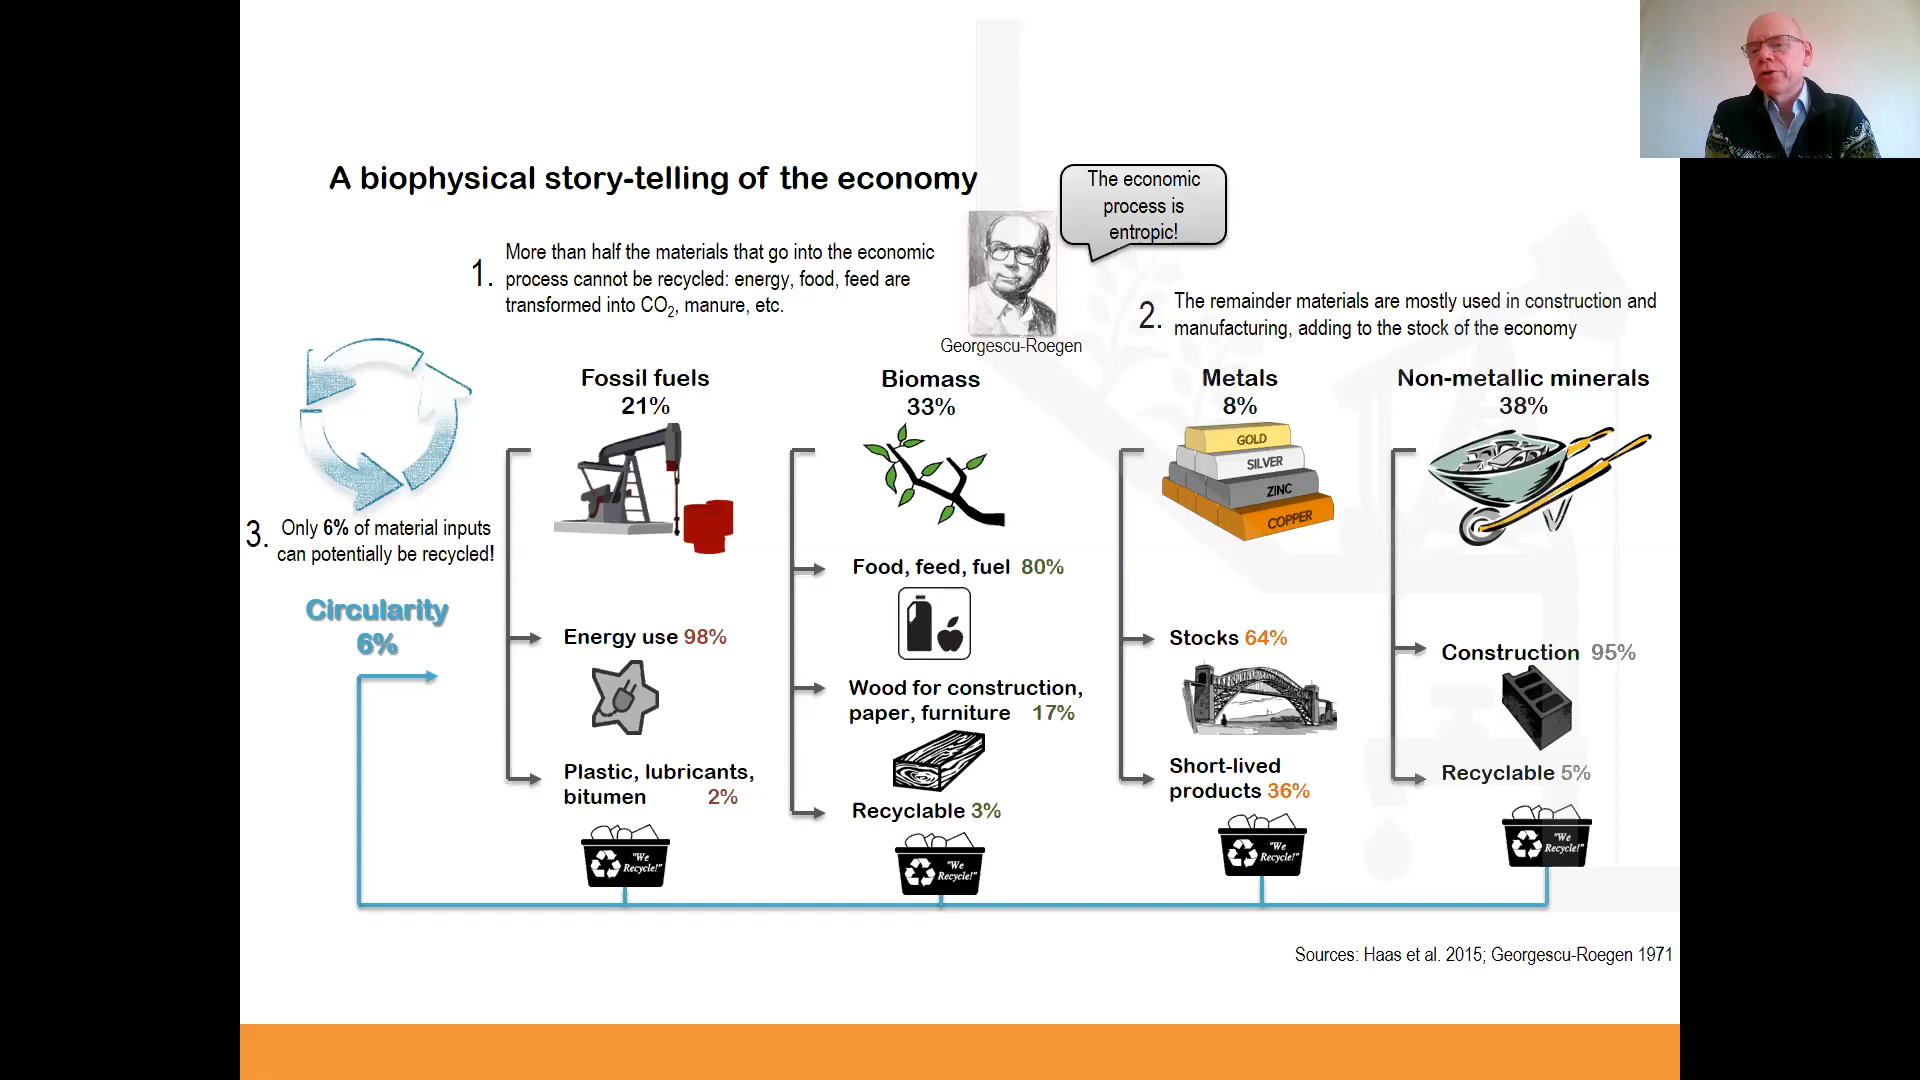 A biophysical story-telling of the economy
The economic
process is
entropic!
1.
More than half the materials that go into the economic
process cannot be recycled: energy, food, feed are
transformed into CO2, manure, etc.
Georgescu-Roegen
2.
The remainder materials are mostly used in construction and
manufacturing, adding to the stock of the economy
3.
Only 6% of material inputs
can potentially be recycled!
Circularity
6%
Fossil fuels
21%
Energy use 98%
Plastic, lubricants,
bitumen 2%
"We
Recycle!"
Biomass
33%
Food, feed, fuel 80%
Wood for construction,
paper, furniture 17%
Recyclable 3%
"We
Recycle!"
Metals
8%
GOLD
SILVER
ZINC
COPPER
Stocks 64%
Short-lived
products 36%
"We
Recycle!"
Non-metallic minerals
38%
Construction 95%
Recyclable 5%
"We
Recycle!"
Sources: Haas et al. 2015; Georgescu-Roegen 1971